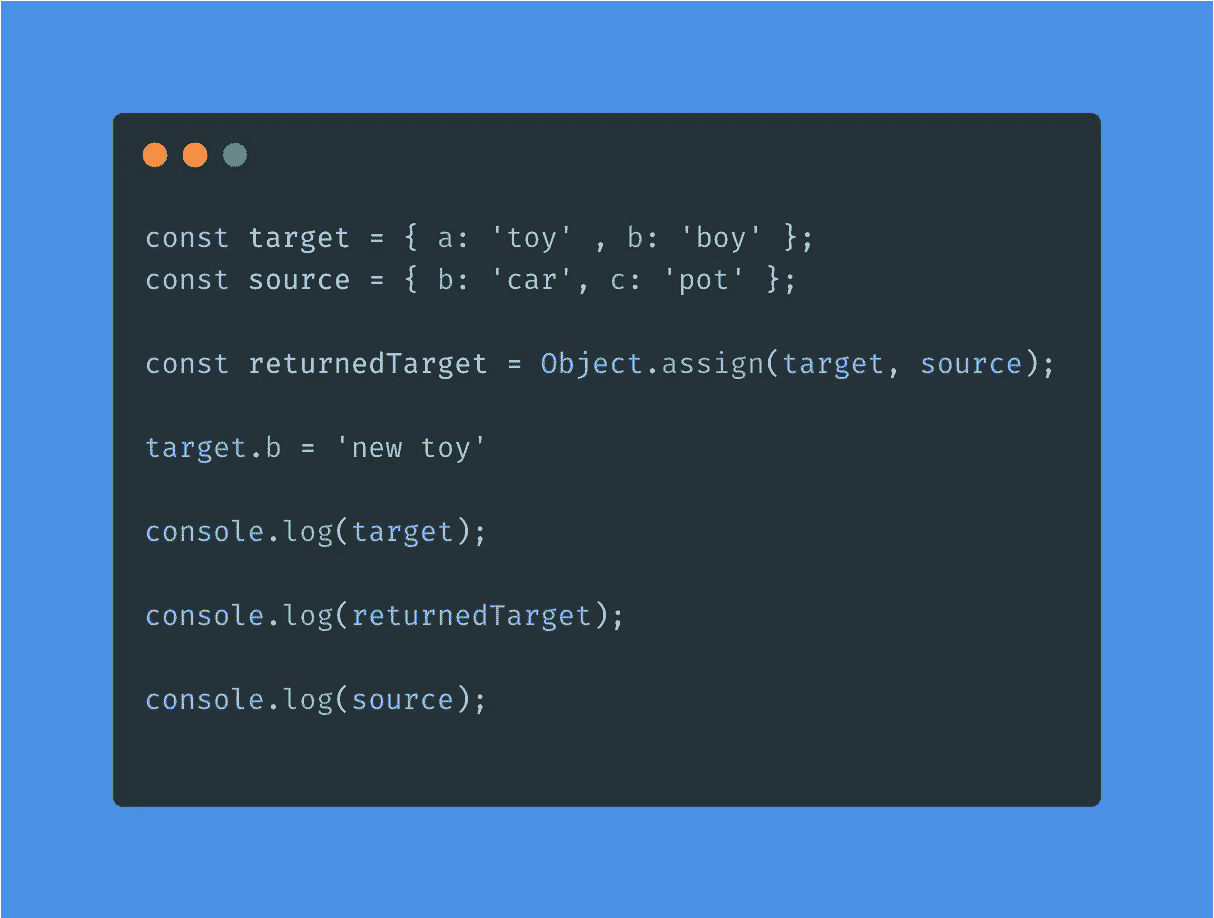 const target = { a: 'toy' , b: 'boy' };
const source = { b: 'car', c: 'pot' };
const returnedTarget = Object.assign(target, source);
target.b = 'new toy'
console.log(target);
console.log(returnedTarget);
console.log(source);